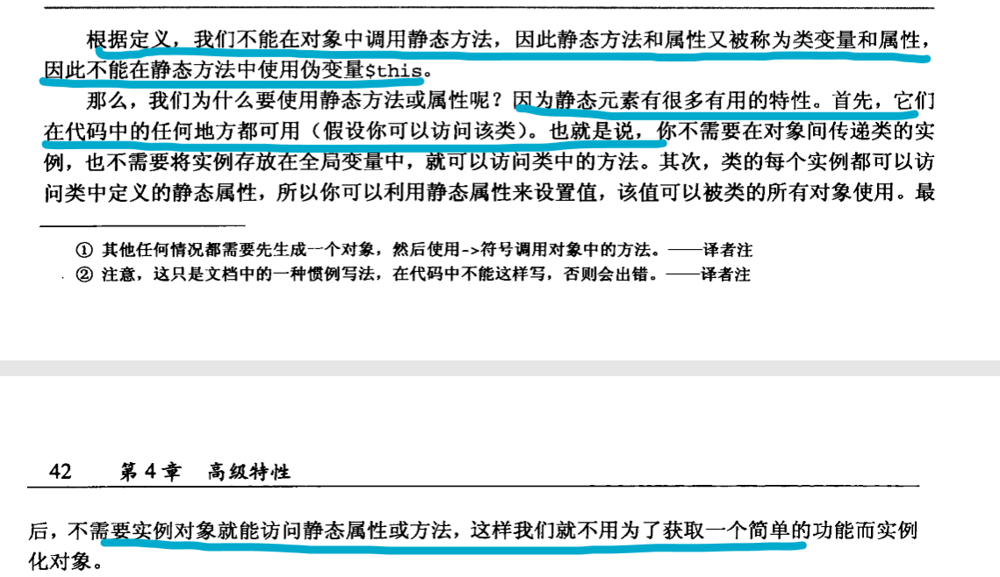 根据定义，我们不能在对象中调用静态方法，因此静态方法和属性又被称为类变量和属性，
因此不能在静态方法中使用伪变量$this。
那么，我们为什么要使用静态方法或属性呢？因为静态元素有很多有用的特性。首先，它们
在代码中的任何地方都可用（假设你可以访问该类）。也就是说，你不需要在对象间传递类的实
例，也不需要将实例存放在全局变量中，就可以访问类中的方法。其次，类的每个实例都可以访
问类中定义的静态属性，所以你可以利用静态属性来设置值，该值可以被类的所有对象使用。最
① 其他任何情况都需要先生成一个对象，然后使用->符号调用对象中的方法。——译者注
② 注意，这只是文档中的一种惯例写法，在代码中不能这样写，否则会出错。——译者注
42 第 4 章 高级特性
后，不需要实例对象就能访问静态属性或方法，这样我们就不用为了获取一个简单的功能而实例
化对象。